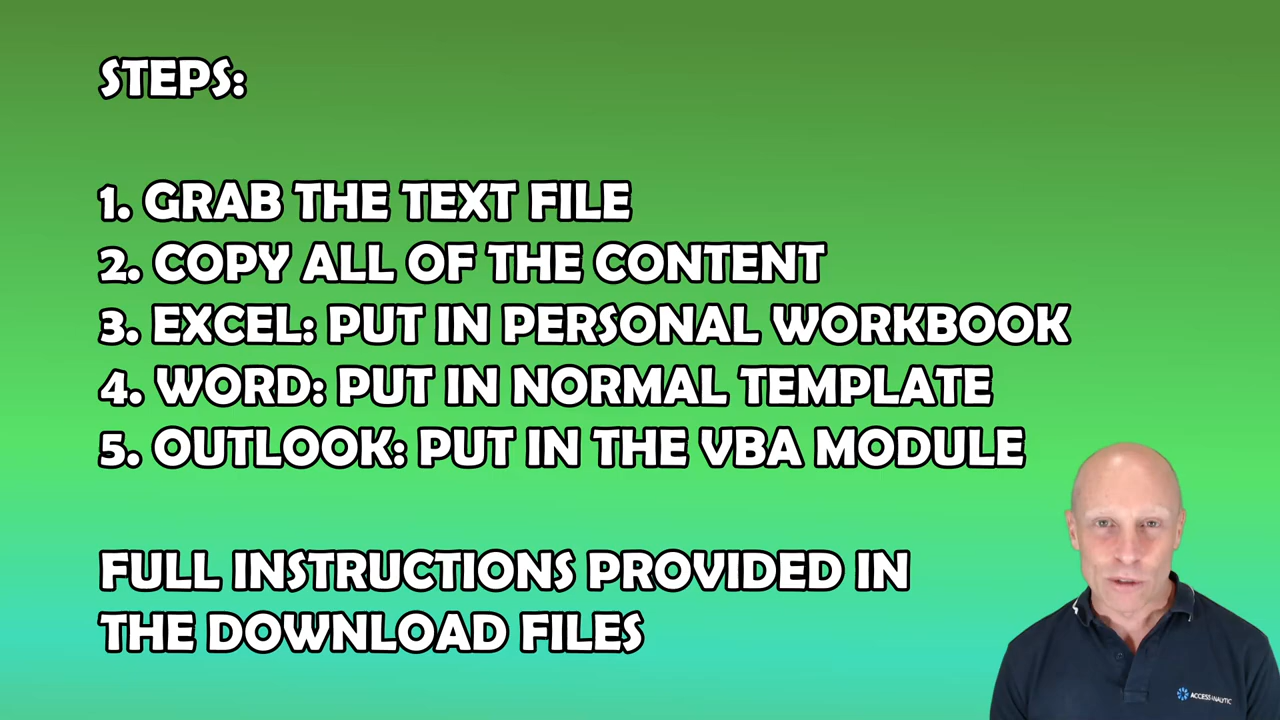 STEPS:
1. GRAB THE TEXT FILE
2. COPY ALL OF THE CONTENT
3. EXCEL: PUT IN PERSONAL WORKBOOK
4. WORD: PUT IN NORMAL TEMPLATE
5. OUTLOOK: PUT IN THE VBA MODULE
FULL INSTRUCTIONS PROVIDED IN
THE DOWNLOAD FILES
ACCESS ANALYTIC